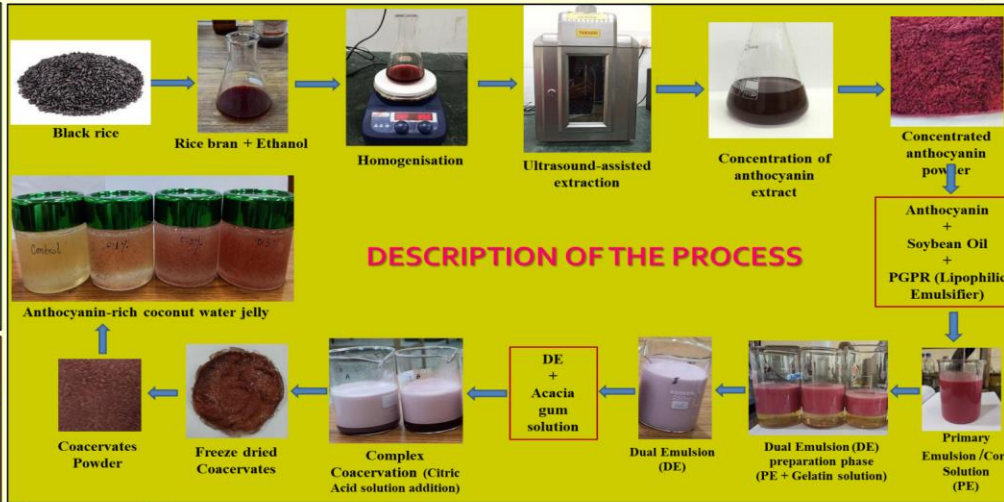 Black rice
Rice bran + Ethanol
Homogenisation
Ultrasound-assisted
extraction
Concentration of
anthocyanin
extract
Concentrated
anthocyanin
powder
Anthocyanin
+
Soybean Oil
+
PGPR (Lipophilic
Emulsifier)
DESCRIPTION OF THE PROCESS
Control
Anthocyanin-rich coconut water jelly
Coacervates
Powder
Freeze dried
Coacervates
Complex
Coacervation (Citric
Acid solution addition)
DE
+
Acacia
gum
solution
Dual Emulsion
(DE)
Dual Emulsion (DE)
preparation phase
(PE + Gelatin solution)
Primary
Emulsion /Cor
Solution
(PE)